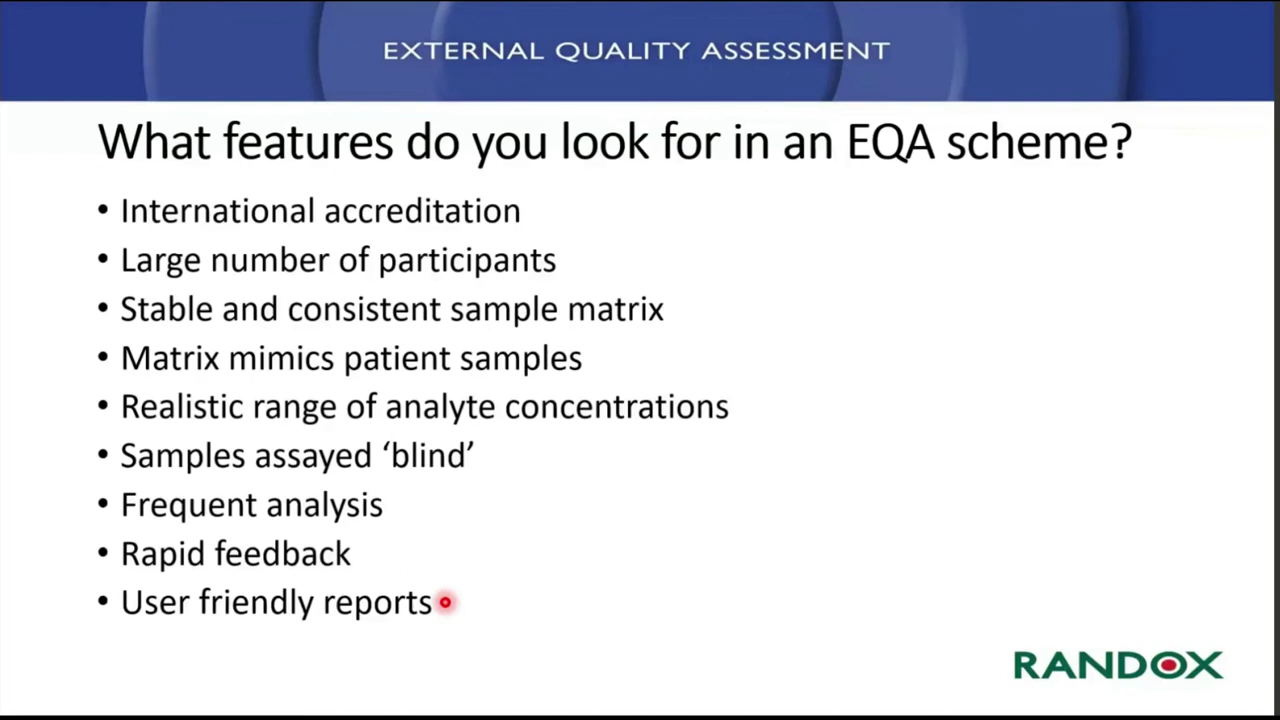 EXTERNAL QUALITY ASSESSMENT
What features do you look for in an EQA scheme?
• International accreditation
• Large number of participants
• Stable and consistent sample matrix
• Matrix mimics patient samples
• Realistic range of analyte concentrations
• Samples assayed ‘blind’
• Frequent analysis
• Rapid feedback
• User friendly reports
RANDOX